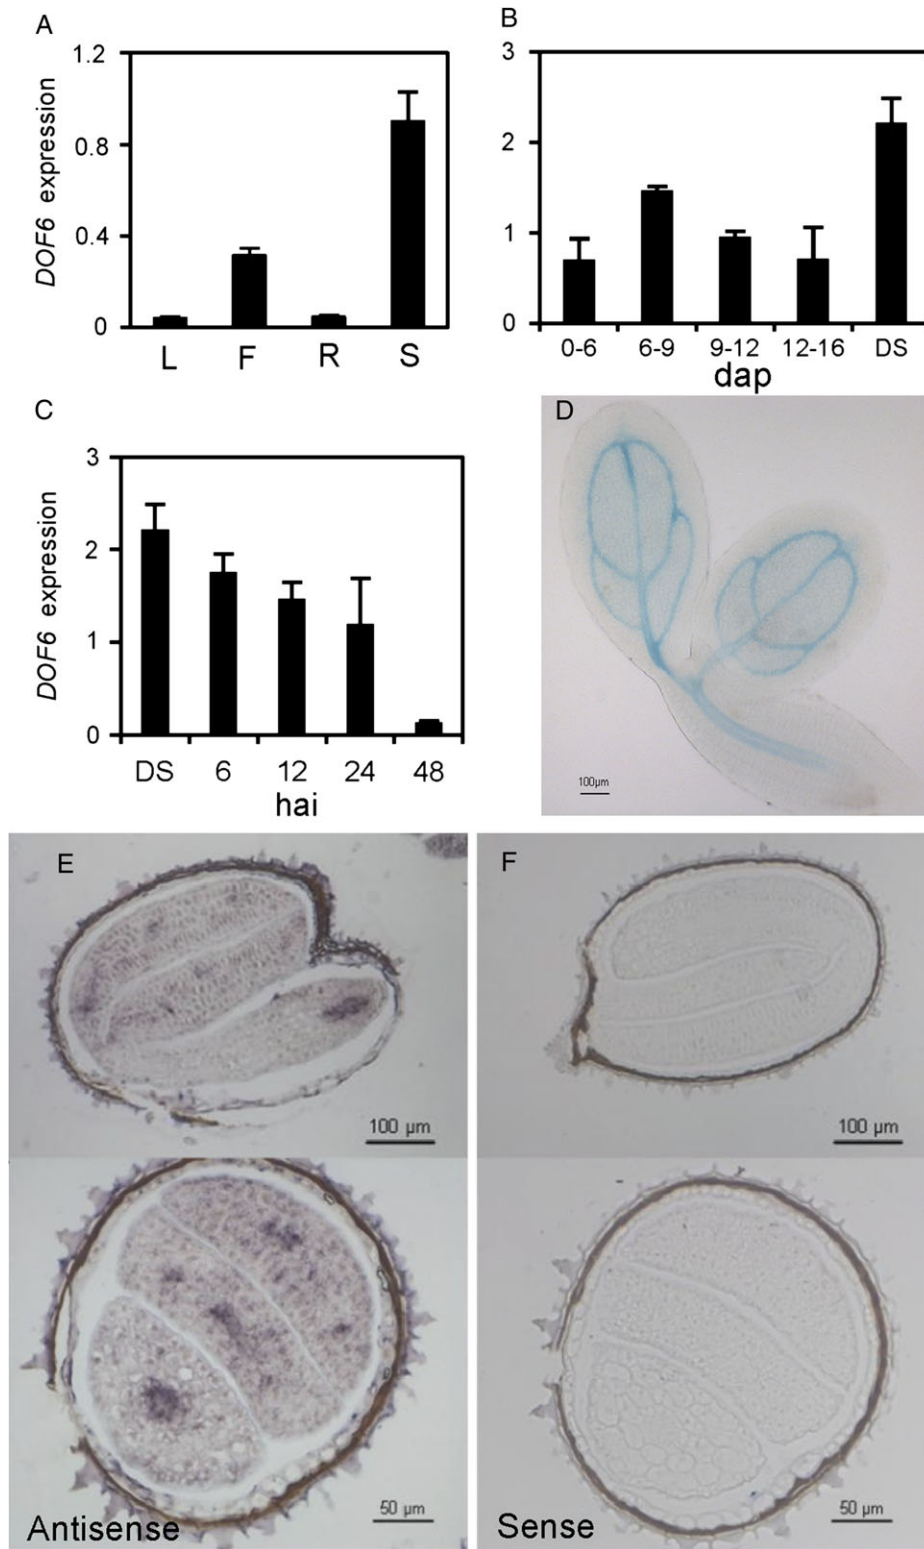 A
DOF6 expression
1.2
0.8
0.4
0
L F R S
B
3
2
1
0
0-6 6-9 9-12 12-16 DS
dap
C
DOF6 expression
3
2
1
0
DS 6 12 24 48
hai
D
100µm
E
100 µm
F
100 µm
50 µm
Antisense
50 µm
Sense